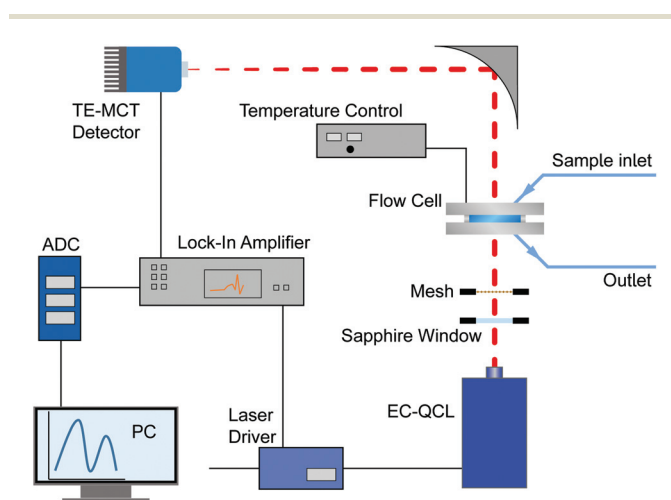 TE-MCT
Detector
Temperature Control
Sample inlet
Flow Cell
Outlet
ADC
Lock-In Amplifier
Mesh
Sapphire Window
EC-QCL
Laser
Driver
PC